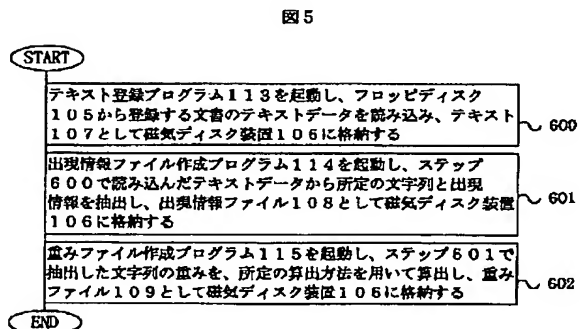 図5
START
テキスト登録プログラム113を起動し、フロッピディスク
105から登録する文書のテキストデータを読み込み、テキスト
107として磁気ディスク装置106に格納する
600
出現情報ファイル作成プログラム114を起動し、ステップ
600で読み込んだテキストデータから所定の文字列と出現
情報を抽出し、出現情報ファイル108として磁気ディスク装置
106に格納する
601
重みファイル作成プログラム115を起動し、ステップ601で
抽出した文字列の重みを、所定の算出方法を用いて算出し、重み
ファイル109として磁気ディスク装置106に格納する
602
END